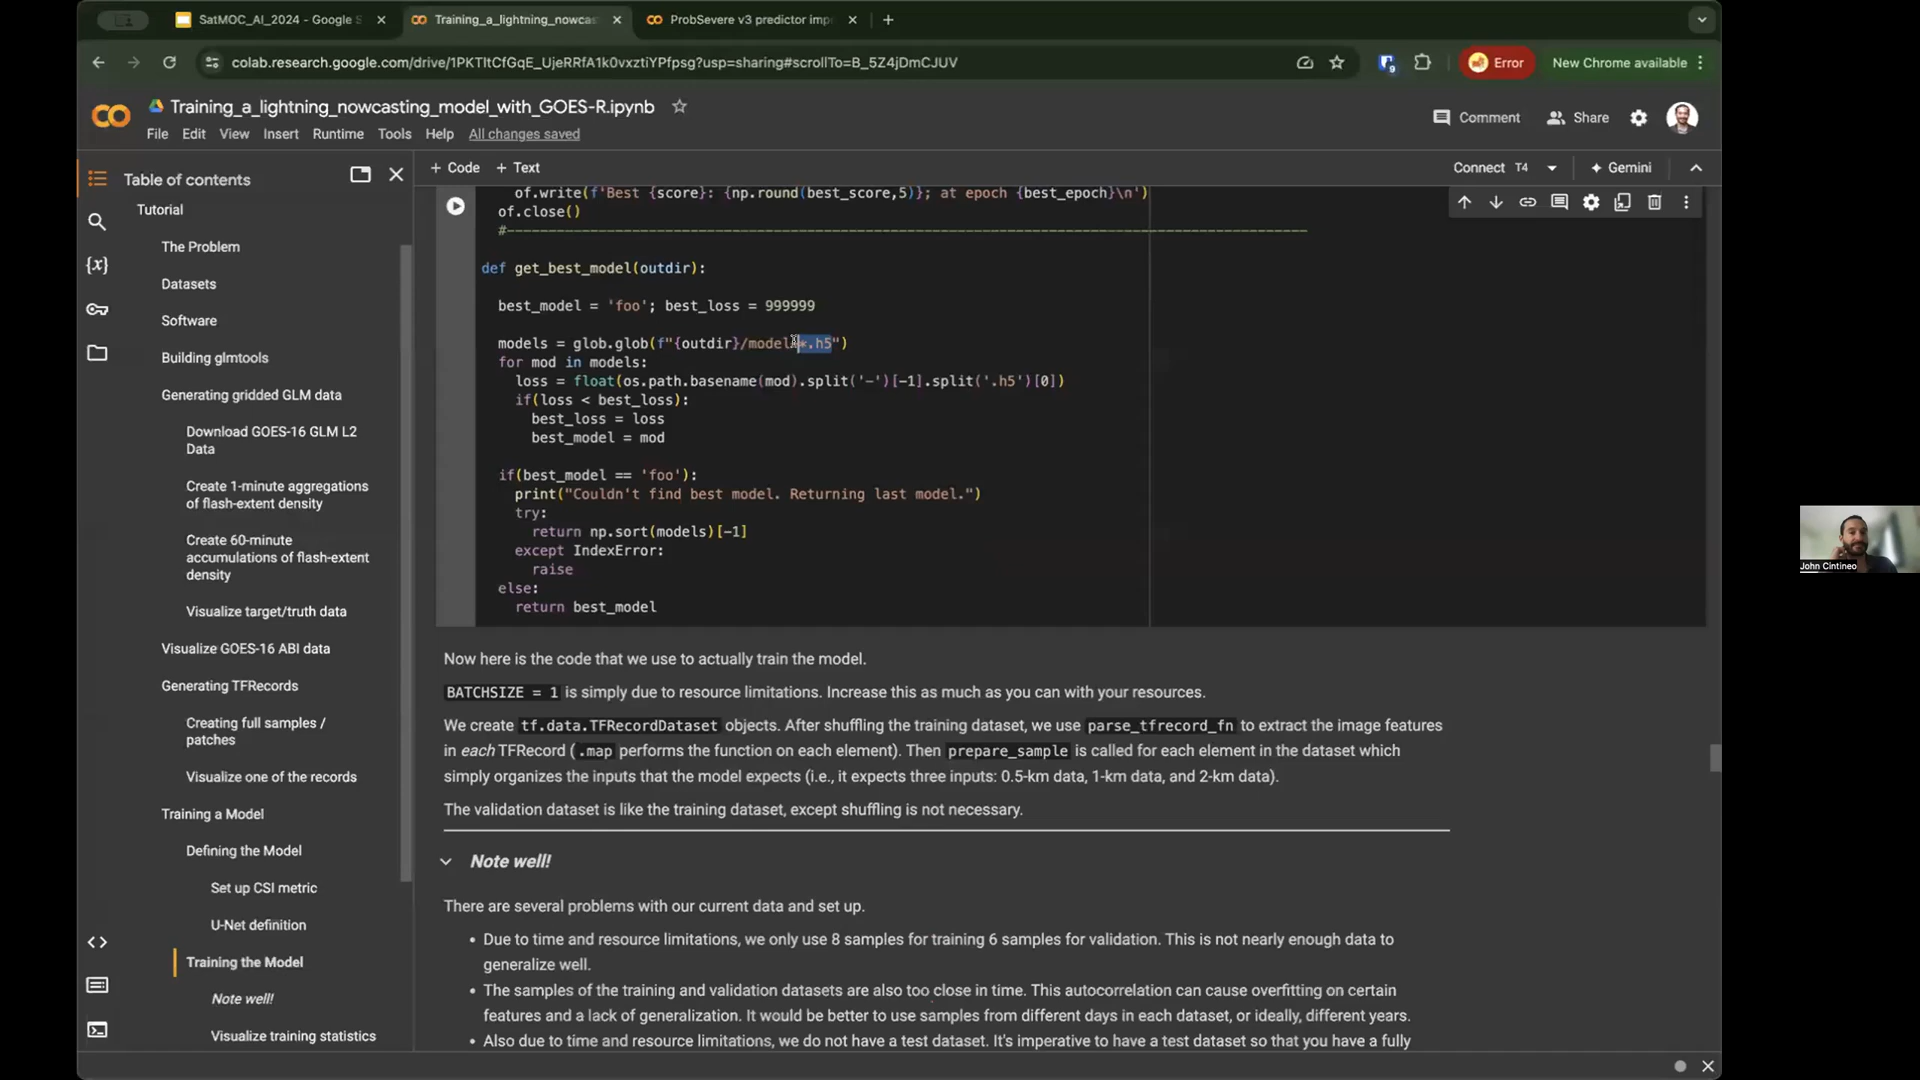 SatMOC_AI_2024 - Google S
Training_a_lightning_nowcas
ProbSevere v3 predictor imp
colab.research.google.com/drive/1PKTItCfGqE_UjeRRfA1k0vxztiYPfpsg?usp=sharing#scrollTo=B_5Z4jDmCJUV
9
Error
New Chrome available
Training_a_lightning_nowcasting_model_with_GOES-R.ipynb
File Edit View Insert Runtime Tools Help All changes saved
Comment
Share
Table of contents
+ Code + Text
Connect T4
Gemini
Tutorial
The Problem
Datasets
Software
Building glmtools
Generating gridded GLM data
Download GOES-16 GLM L2
Data
Create 1-minute aggregations
of flash-extent density
Create 60-minute
accumulations of flash-extent
density
Visualize target/truth data
Visualize GOES-16 ABI data
Generating TFRecords
Creating full samples /
patches
Visualize one of the records
Training a Model
Defining the Model
Set up CSI metric
U-Net definition
Training the Model
Note well!
Visualize training statistics
of.write(f'Best {score}: {np.round(best_score,5)}; at epoch {best_epoch}\n')
of.close()
#------------------------------------------------------------------------------------------------
def get_best_model(outdir):
best_model = 'foo'; best_loss = 999999
models = glob.glob(f"{outdir}/model*.h5")
for mod in models:
loss = float(os.path.basename(mod).split('-')[-1].split('.h5')[0])
if(loss < best_loss):
best_loss = loss
best_model = mod
if(best_model == 'foo'):
print("Couldn't find best model. Returning last model.")
try:
return np.sort(models)[-1]
except IndexError:
raise
else:
return best_model
Now here is the code that we use to actually train the model.
BATCHSIZE = 1 is simply due to resource limitations. Increase this as much as you can with your resources.
We create tf.data.TFRecordDataset objects. After shuffling the training dataset, we use parse_tfrecord_fn to extract the image features
in each TFRecord (.map performs the function on each element). Then prepare_sample is called for each element in the dataset which
simply organizes the inputs that the model expects (i.e., it expects three inputs: 0.5-km data, 1-km data, and 2-km data).
The validation dataset is like the training dataset, except shuffling is not necessary.
Note well!
There are several problems with our current data and set up.
• Due to time and resource limitations, we only use 8 samples for training 6 samples for validation. This is not nearly enough data to
generalize well.
• The samples of the training and validation datasets are also too close in time. This autocorrelation can cause overfitting on certain
features and a lack of generalization. It would be better to use samples from different days in each dataset, or ideally, different years.
• Also due to time and resource limitations, we do not have a test dataset. It's imperative to have a test dataset so that you have a fully
John Cintineo